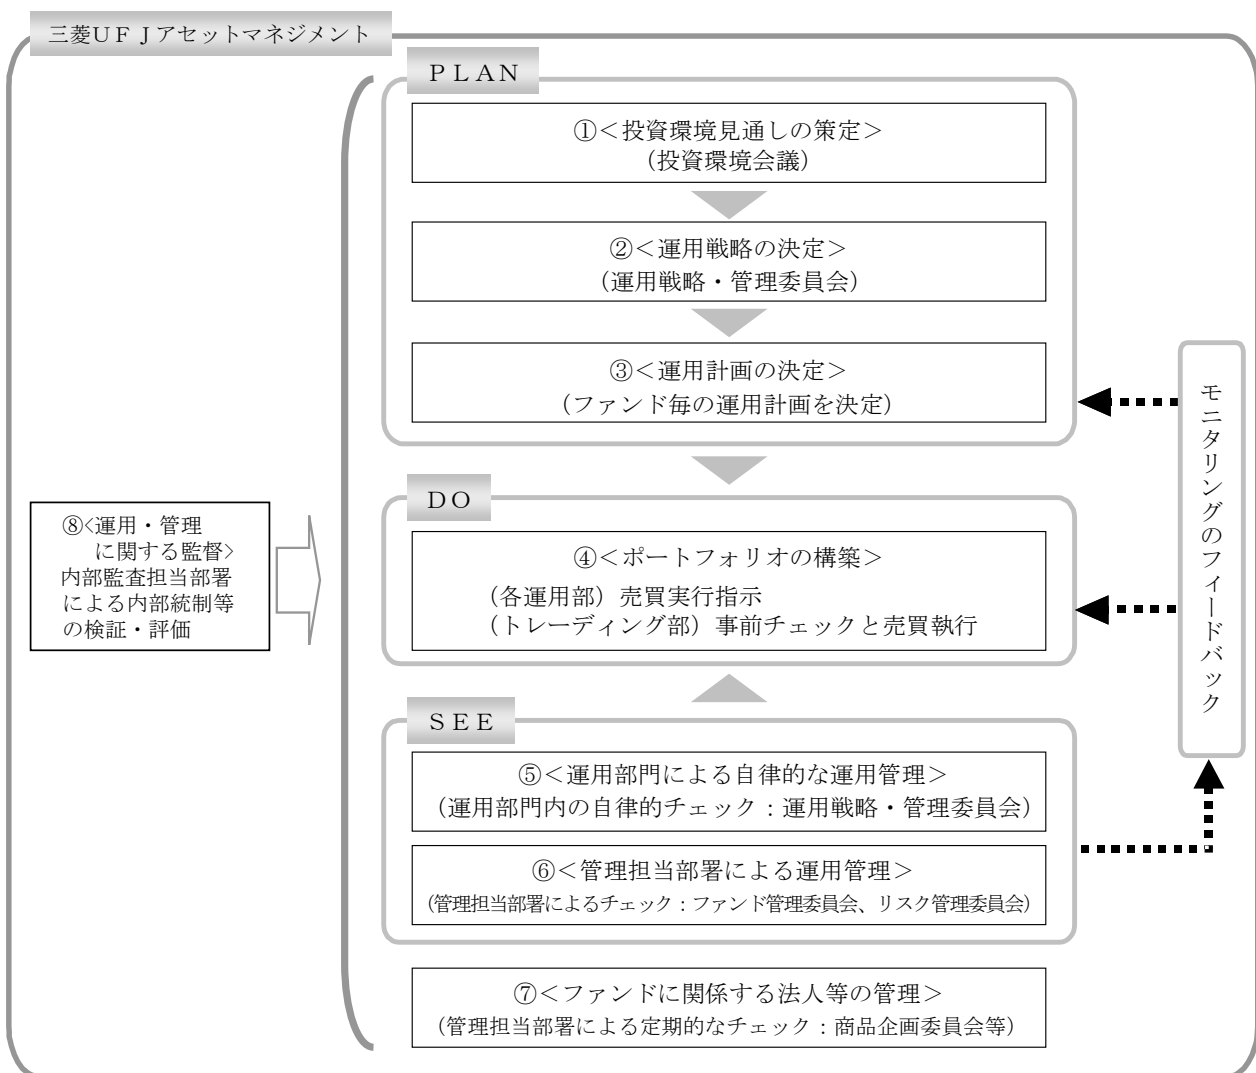 三菱UFJアセットマネジメント
PLAN
①<投資環境見通しの策定>
(投資環境会議)
②<運用戦略の決定>
(運用戦略・管理委員会)
③<運用計画の決定>
(ファンド毎の運用計画を決定)
DO
④<ポートフォリオの構築>
(各運用部)売買実行指示
(トレーディング部)事前チェックと売買執行
SEE
⑤<運用部門による自律的な運用管理>
(運用部門内の自律的チェック:運用戦略・管理委員会)
⑥<管理担当部署による運用管理>
(管理担当部署によるチェック:ファンド管理委員会、リスク管理委員会)
⑦<ファンドに関係する法人等の管理>
(管理担当部署による定期的なチェック:商品企画委員会等)
⑧<運用・管理
に関する監督>
内部監査担当部署
による内部統制等
の検証・評価
モニタリングのフィードバック